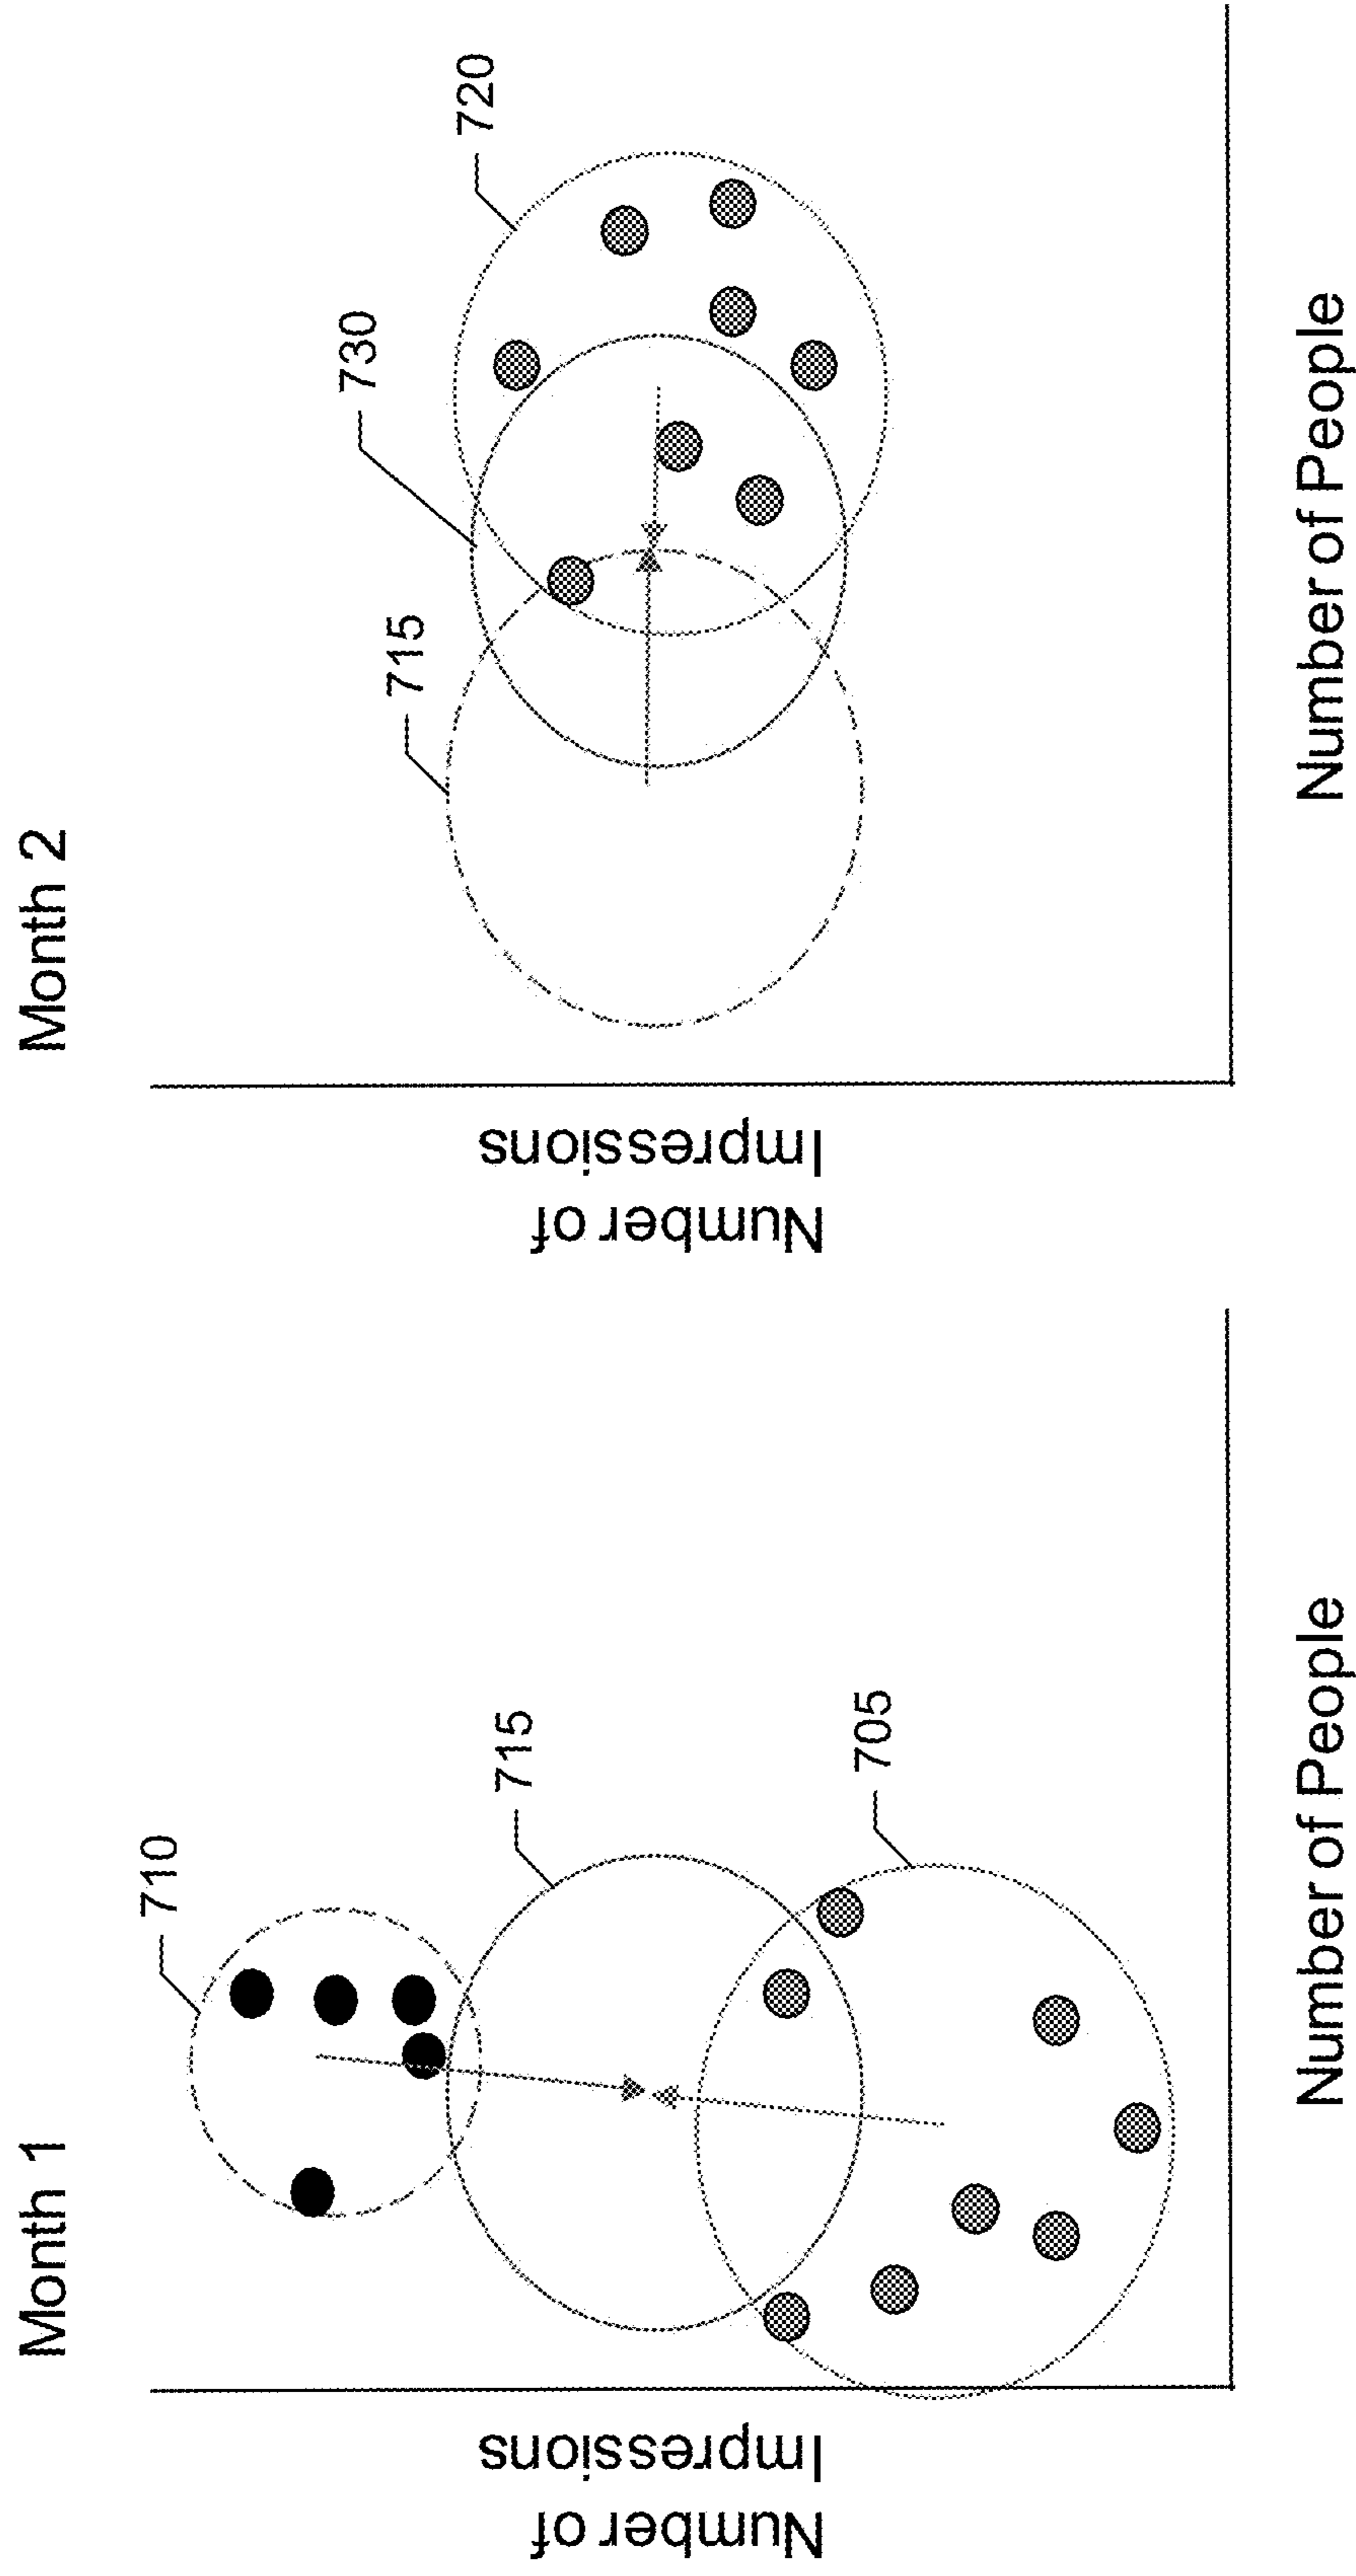 Month 1
710
715
705
Number of
Impressions
Number of People
Month 2
730
720
715
Number of
Impressions
Number of People